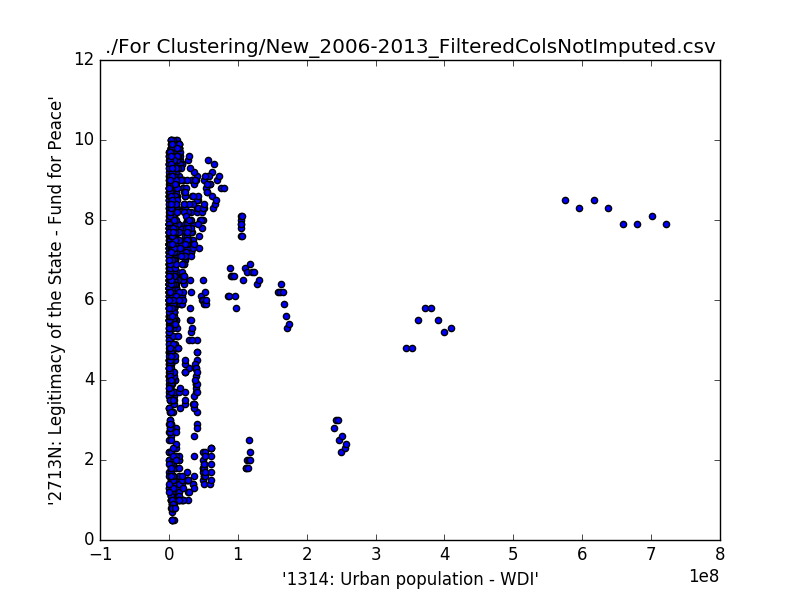 ./For Clustering/New_2006-2013_FilteredColsNotImputed.csv
12
10
8
6
4
2
0
'2713N: Legitimacy of the State - Fund for Peace'
−1 0 1 2 3 4 5 6 7 8
1e8
'1314: Urban population - WDI'